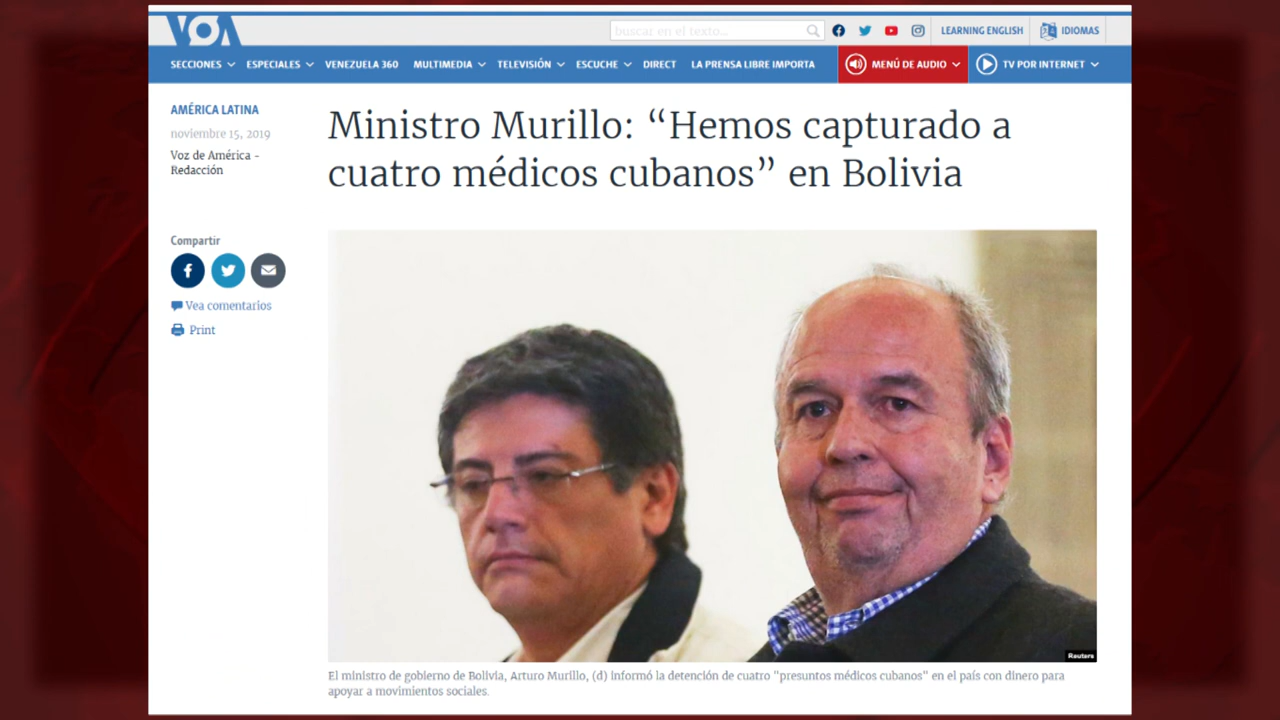 VOA
buscar en el texto...
LEARNING ENGLISH
IDIOMAS
SECCIONES
ESPECIALES
VENEZUELA 360
MULTIMEDIA
TELEVISIÓN
ESCUCHE
DIRECT
LA PRENSA LIBRE IMPORTA
MENÚ DE AUDIO
TV POR INTERNET
AMÉRICA LATINA
noviembre 15, 2019
Voz de América -
Redacción
Ministro Murillo: “Hemos capturado a
cuatro médicos cubanos” en Bolivia
Compartir
Vea comentarios
Print
Reuters
El ministro de gobierno de Bolivia, Arturo Murillo, (d) informó la detención de cuatro "presuntos médicos cubanos" en el país con dinero para
apoyar a movimientos sociales.